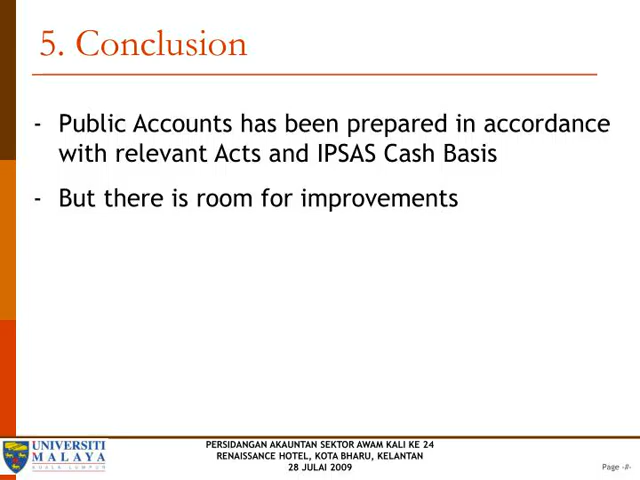 5. Conclusion
- Public Accounts has been prepared in accordance
with relevant Acts and IPSAS Cash Basis
- But there is room for improvements
UNIVERSITI
MALAYA
KUALA LUMPUR
PERSIDANGAN AKAUNTAN SEKTOR AWAM KALI KE 24
RENAISSANCE HOTEL, KOTA BHARU, KELANTAN
28 JULAI 2009
Page -#-